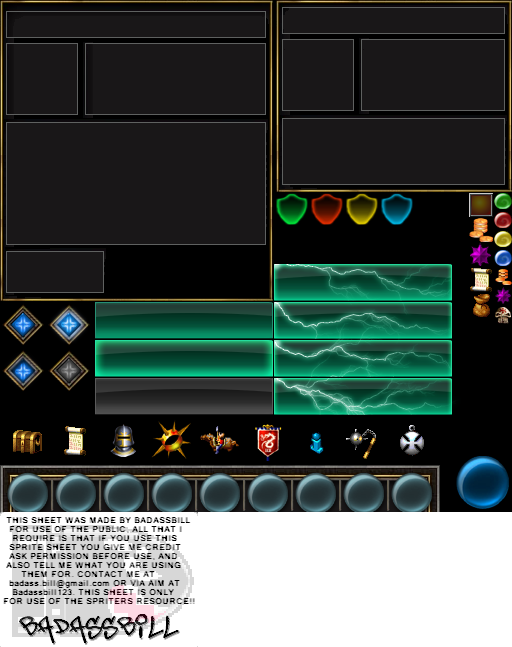 THIS SHEET WAS MADE BY BADASSBILL
FOR USE OF THE PUBLIC. ALL THAT I
REQUIRE IS THAT IF YOU USE THIS
SPRITE SHEET YOU GIVE ME CREDIT
ASK PERMISSION BEFORE USE, AND
ALSO TELL ME WHAT YOU ARE USING
THEM FOR. CONTACT ME AT
badass.bill@gmail.com OR VIA AIM AT
Badassbill123. THIS SHEET IS ONLY
FOR USE OF THE SPRITERS RESOURCE!!
BADASSBILL